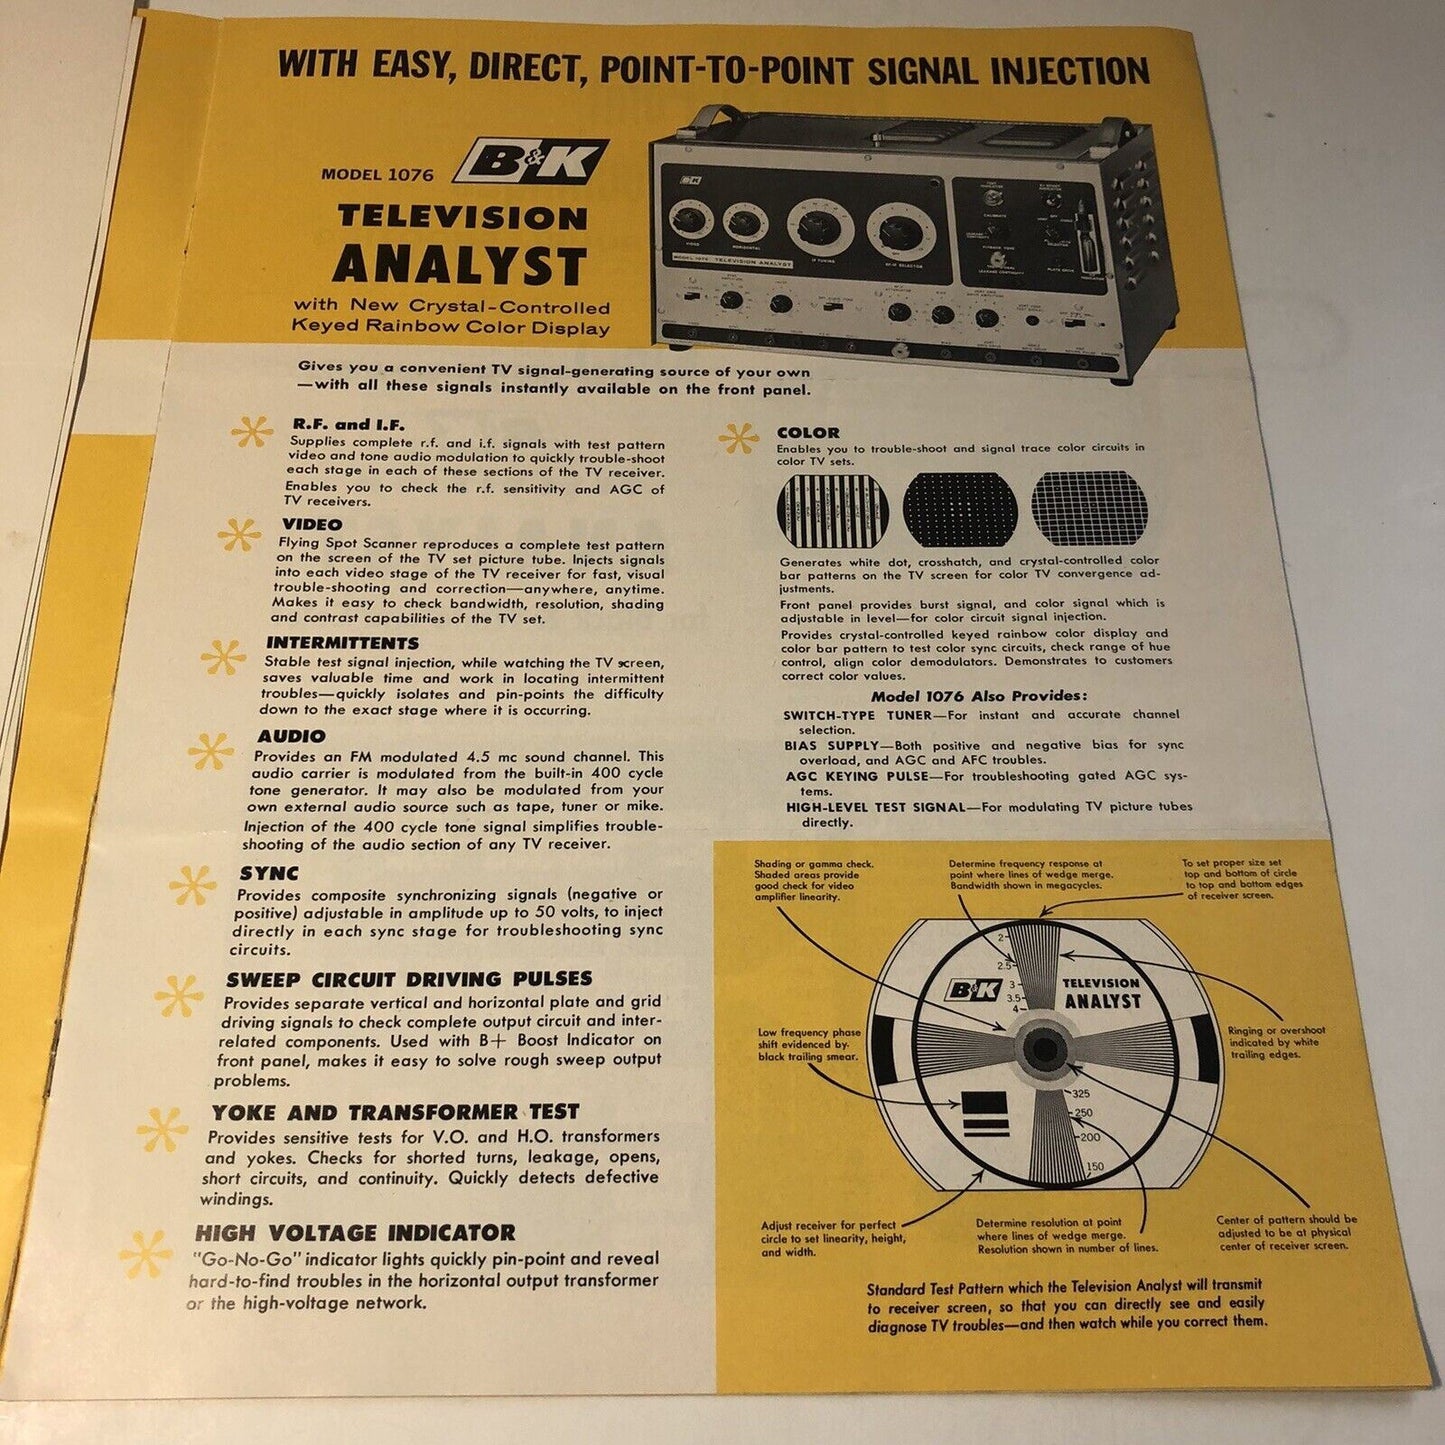 WITH EASY, DIRECT, POINT-TO-POINT SIGNAL INJECTION
MODEL 1076 B&K
TELEVISION
ANALYST
with New Crystal-Controlled
Keyed Rainbow Color Display
B&K
VIDEO
HORIZONTAL
IF TUNING
RF-IF SELECTOR
MODEL 1076 TELEVISION ANALYST
CALIBRATE
PLATE DRIVE
INDICATOR
Gives you a convenient TV signal-generating source of your own
—with all these signals instantly available on the front panel.
R.F. and I.F.
Supplies complete r.f. and i.f. signals with test pattern
video and tone audio modulation to quickly trouble-shoot
each stage in each of these sections of the TV receiver.
Enables you to check the r.f. sensitivity and AGC of
TV receivers.
VIDEO
Flying Spot Scanner reproduces a complete test pattern
on the screen of the TV set picture tube. Injects signals
into each video stage of the TV receiver for fast, visual
trouble-shooting and correction—anywhere, anytime.
Makes it easy to check bandwidth, resolution, shading
and contrast capabilities of the TV set.
INTERMITTENTS
Stable test signal injection, while watching the TV screen,
saves valuable time and work in locating intermittent
troubles—quickly isolates and pin-points the difficulty
down to the exact stage where it is occurring.
AUDIO
Provides an FM modulated 4.5 mc sound channel. This
audio carrier is modulated from the built-in 400 cycle
tone generator. It may also be modulated from your
own external audio source such as tape, tuner or mike.
Injection of the 400 cycle tone signal simplifies trouble-
shooting of the audio section of any TV receiver.
SYNC
Provides composite synchronizing signals (negative or
positive) adjustable in amplitude up to 50 volts, to inject
directly in each sync stage for troubleshooting sync
circuits.
SWEEP CIRCUIT DRIVING PULSES
Provides separate vertical and horizontal plate and grid
driving signals to check complete output circuit and inter-
related components. Used with B+ Boost Indicator on
front panel, makes it easy to solve rough sweep output
problems.
YOKE AND TRANSFORMER TEST
Provides sensitive tests for V.O. and H.O. transformers
and yokes. Checks for shorted turns, leakage, opens,
short circuits, and continuity. Quickly detects defective
windings.
HIGH VOLTAGE INDICATOR
"Go-No-Go" indicator lights quickly pin-point and reveal
hard-to-find troubles in the horizontal output transformer
or the high-voltage network.
COLOR
Enables you to trouble-shoot and signal trace color circuits in
color TV sets.
Generates white dot, crosshatch, and crystal-controlled color
bar patterns on the TV screen for color TV convergence ad-
justments.
Front panel provides burst signal, and color signal which is
adjustable in level—for color circuit signal injection.
Provides crystal-controlled keyed rainbow color display and
color bar pattern to test color sync circuits, check range of hue
control, align color demodulators. Demonstrates to customers
correct color values.
Model 1076 Also Provides:
SWITCH-TYPE TUNER—For instant and accurate channel
selection.
BIAS SUPPLY—Both positive and negative bias for sync
overload, and AGC and AFC troubles.
AGC KEYING PULSE—For troubleshooting gated AGC sys-
tems.
HIGH-LEVEL TEST SIGNAL—For modulating TV picture tubes
directly.
Shading or gamma check.
Shaded areas provide
good check for video
amplifier linearity.
Determine frequency response at
point where lines of wedge merge.
Bandwidth shown in megacycles.
To set proper size set
top and bottom of circle
to top and bottom edges
of receiver screen.
2
2.5
3
3.5
4
B&K
TELEVISION
ANALYST
Low frequency phase
shift evidenced by
black trailing smear.
Ringing or overshoot
indicated by white
trailing edges.
325
250
200
150
Adjust receiver for perfect
circle to set linearity, height,
and width.
Determine resolution at point
where lines of wedge merge.
Resolution shown in number of lines.
Center of pattern should be
adjusted to be at physical
center of receiver screen.
Standard Test Pattern which the Television Analyst will transmit
to receiver screen, so that you can directly see and easily
diagnose TV troubles—and then watch while you correct them.